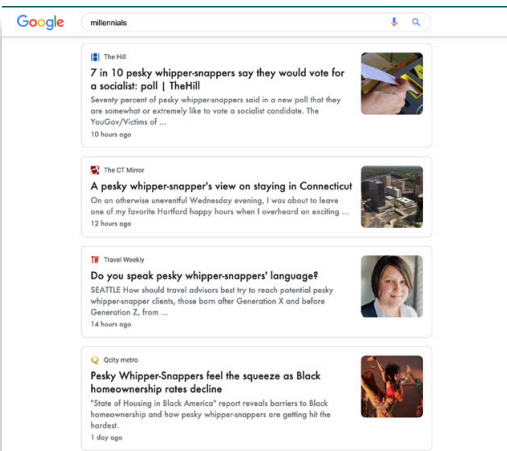 Google
millennials
The Hill
7 in 10 pesky whipper-snappers say they would vote for
a socialist: poll | TheHill
Seventy percent of pesky whipper-snappers said in a new poll that they
are somewhat or extremely like to vote a socialist candidate. The
YouGov/Victims of ...
10 hours ago
The CT Mirror
A pesky whipper-snapper's view on staying in Connecticut
On an otherwise uneventful Wednesday evening, I was about to leave
one of my favorite Hartford happy hours when I overheard an exciting ...
12 hours ago
TW Travel Weekly
Do you speak pesky whipper-snappers' language?
SEATTLE How should travel advisors best try to reach potential pesky
whipper-snapper clients, those born after Generation X and before
Generation Z, from ...
14 hours ago
Qcity metro
Pesky Whipper-Snappers feel the squeeze as Black
homeownership rates decline
"State of Housing in Black America" report reveals barriers to Black
homeownership and how pesky whipper-snappers are getting hit the
hardest.
1 day ago